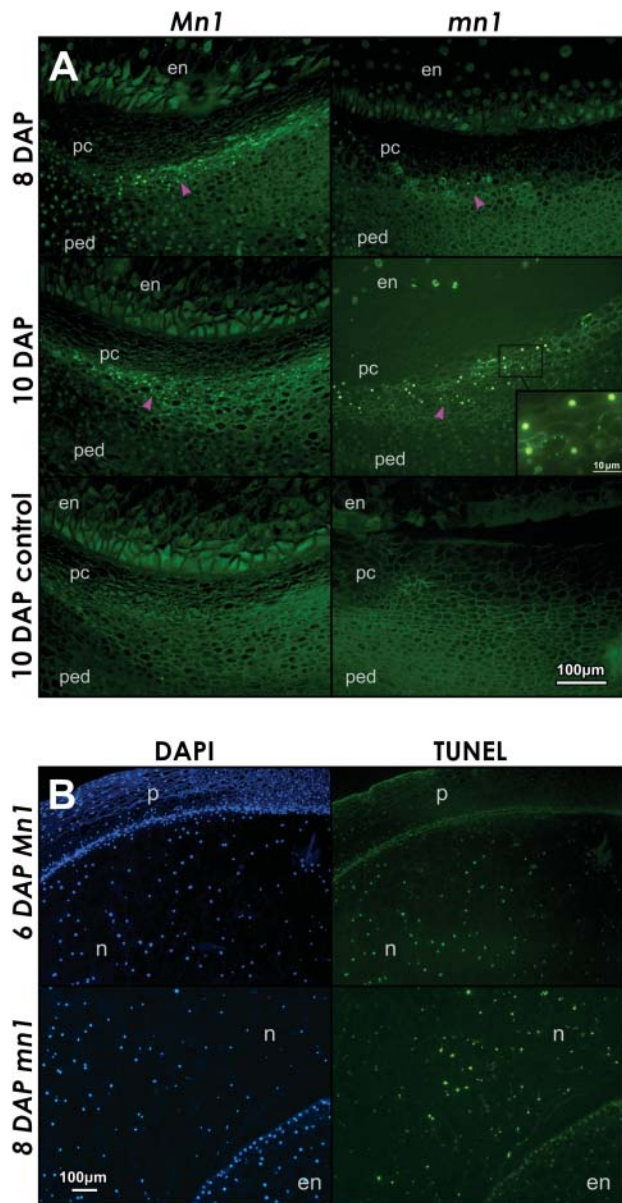 Mn1 mn1
A
8 DAP
en en
pc pc
ped ped
10 DAP
en en
pc pc
ped ped
10µm
10 DAP control
en en
pc pc
ped ped
100µm
DAPI TUNEL
B
6 DAP Mn1
p p
n n
8 DAP mn1
n n
100µm
en en